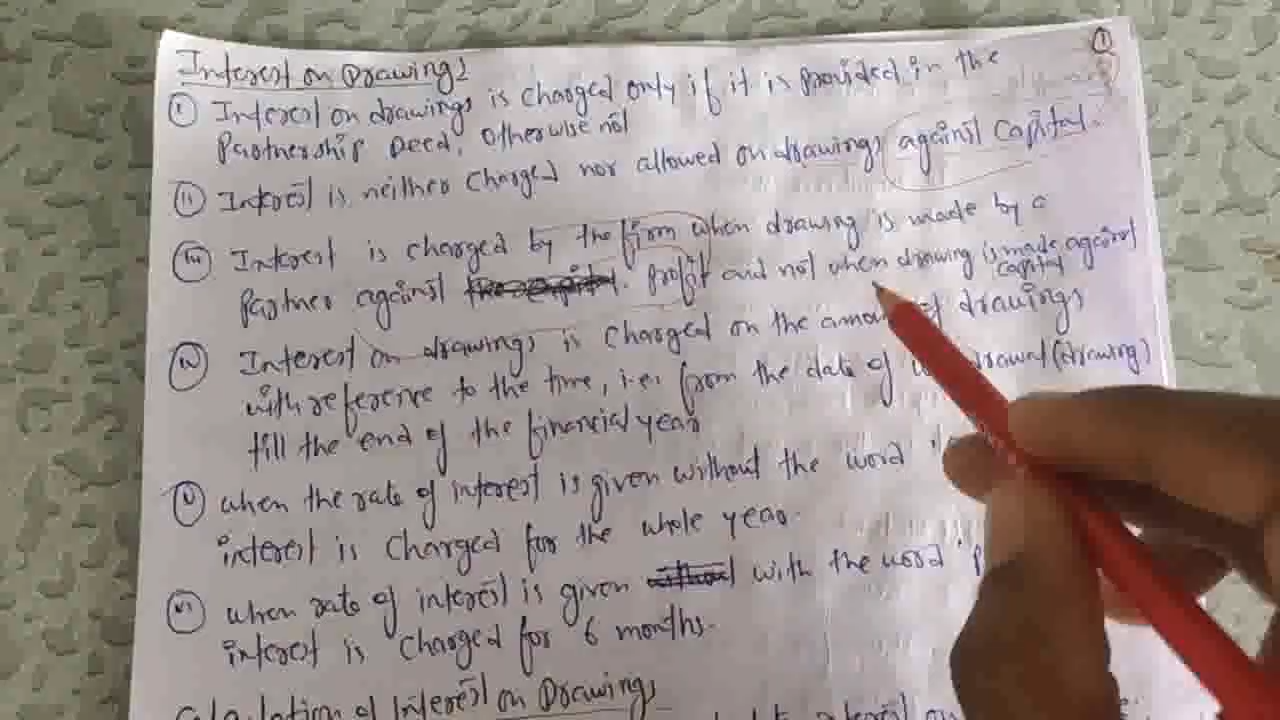 ①
Interest on Drawings
(i) Interest on drawings is charged only if it is provided in the
Partnership Deed, otherwise not
(ii) Interest is neither charged nor allowed on drawings against capital.
(iii) Interest is charged by the firm when drawing is made by a
Partner against Profit and not when drawing is made against
capital
(iv) Interest on drawings is charged on the amount of drawings
with reference to the time, i.e. from the date of drawal (drawing)
till the end of the financial year
(v) when the rate of interest is given without the word
interest is charged for the whole year.
(vi) when rate of interest is given with the word
interest is charged for 6 months.
Calculation of Interest on Drawings